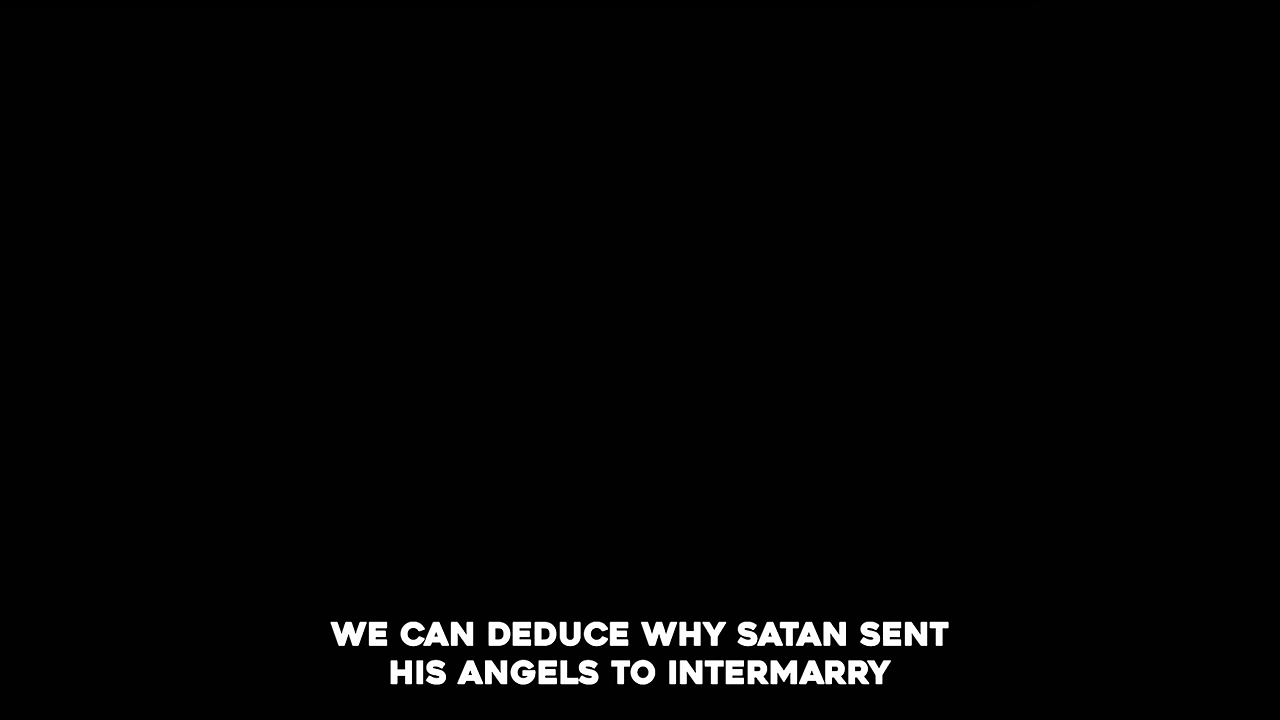 WE CAN DEDUCE WHY SATAN SENT
HIS ANGELS TO INTERMARRY